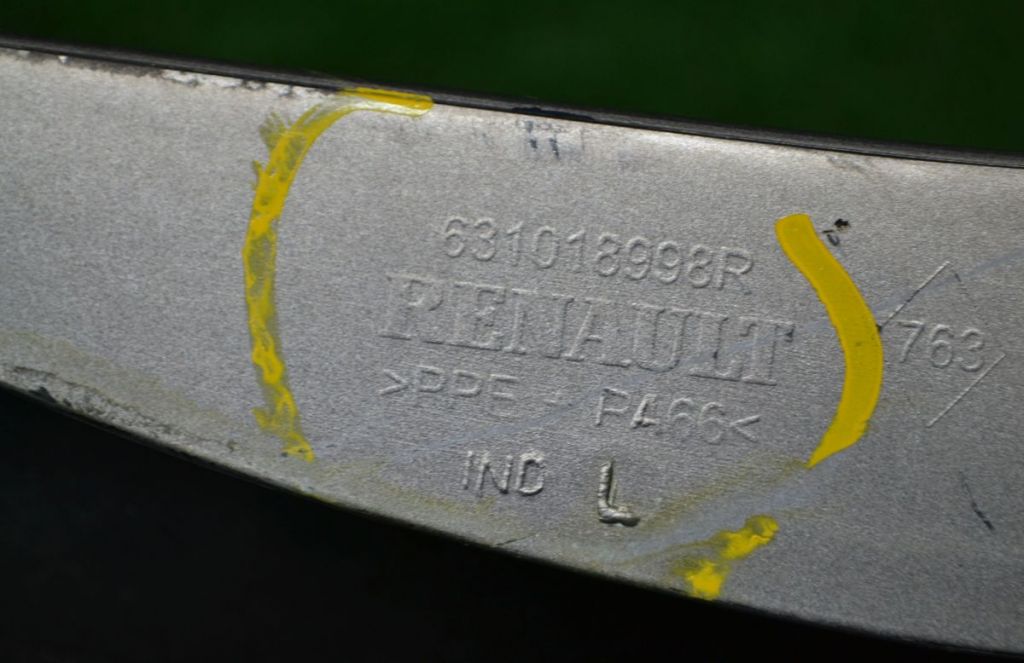 631018998R
RENAULT
>PPE - PA66<
763
IND L